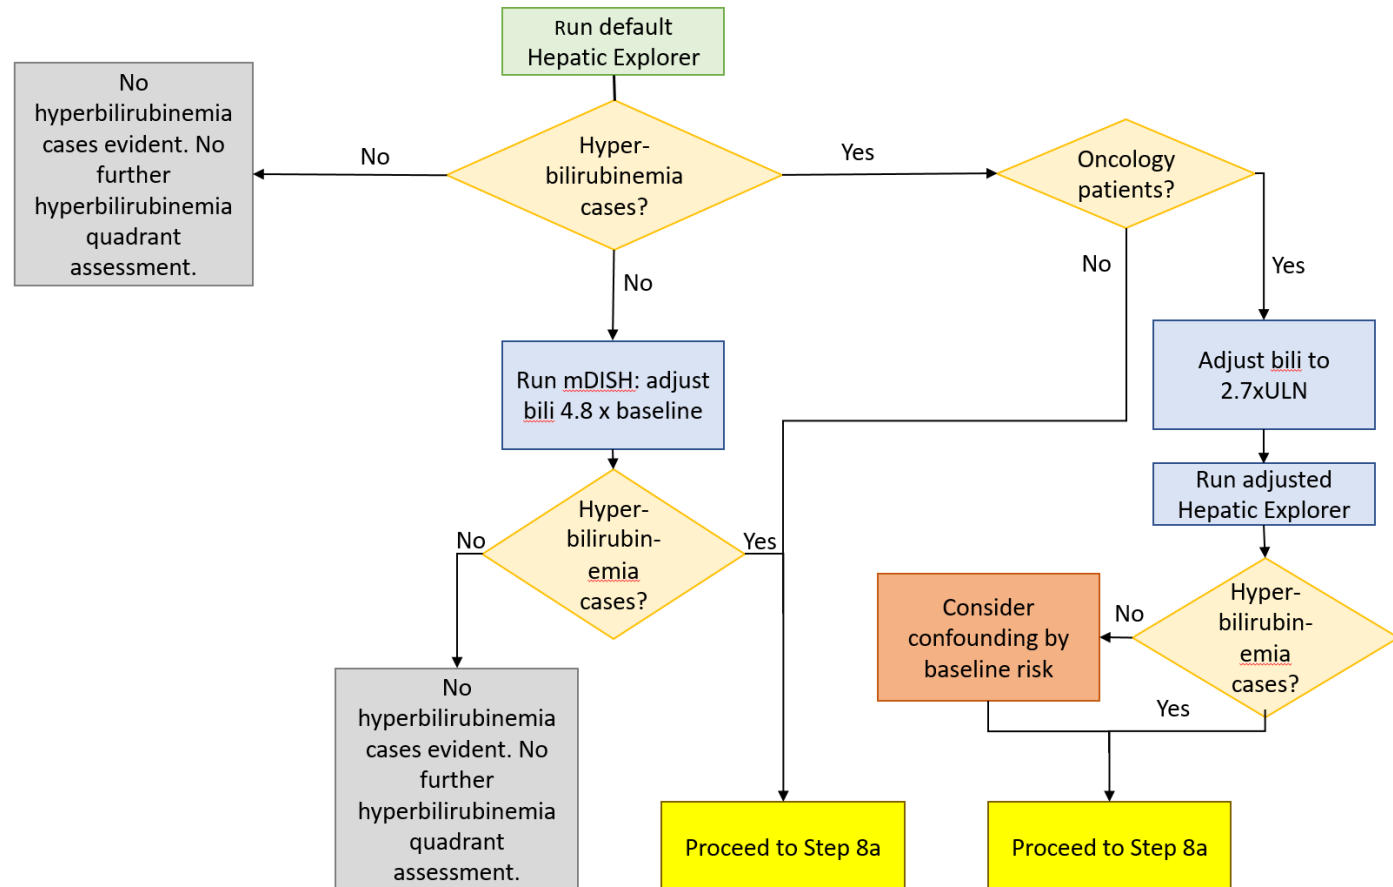 Run default
Hepatic Explorer
No
hyperbilirubinemia
cases evident. No
further
hyperbilirubinemia
quadrant
assessment.
No
Hyper-
bilirubinemia
cases?
Yes
Oncology
patients?
No
No
Yes
Run mDISH: adjust
bili 4.8 x baseline
Adjust bili to
2.7xULN
Run adjusted
Hepatic Explorer
No
Hyper-
bilirubin-
emia
cases?
Yes
Consider
confounding by
baseline risk
No
Hyper-
bilirubin-
emia
cases?
Yes
No
hyperbilirubinemia
cases evident. No
further
hyperbilirubinemia
quadrant
assessment.
Proceed to Step 8a
Proceed to Step 8a